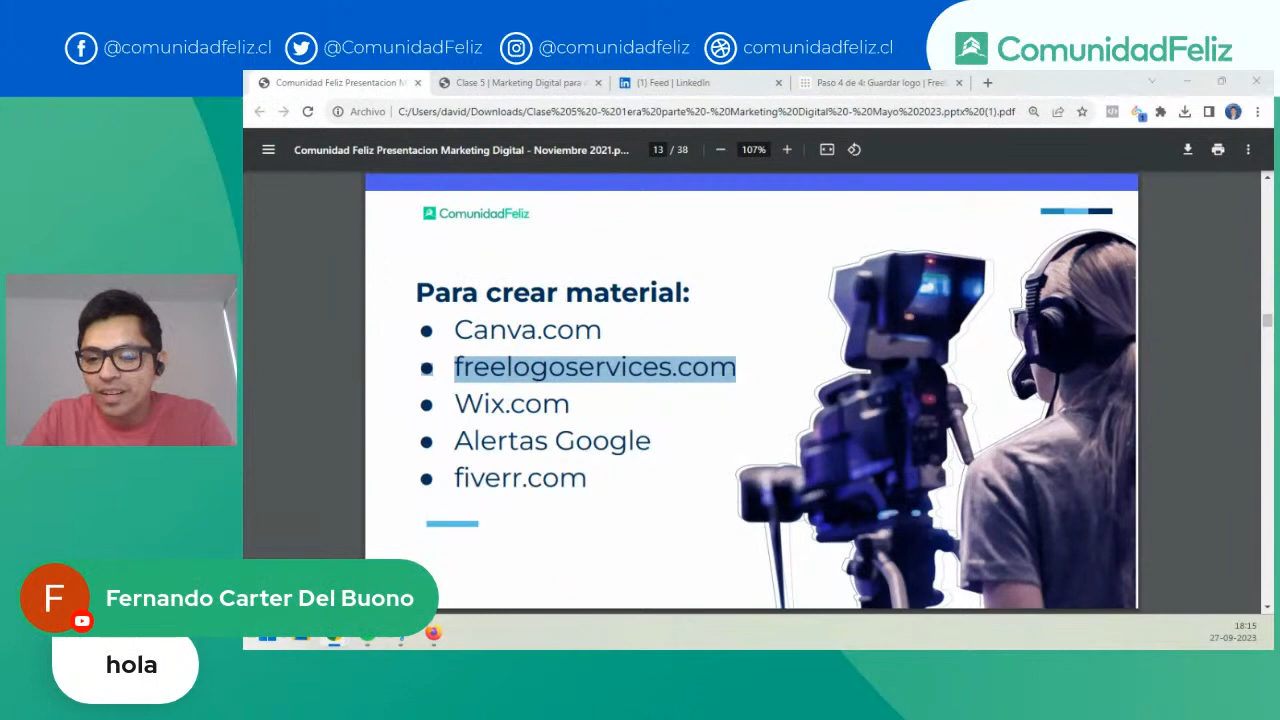 @comunidadfeliz.cl
@ComunidadFeliz
@comunidadfeliz
comunidadfeliz.cl
ComunidadFeliz
Comunidad Feliz Presentacion M
Clase 5 | Marketing Digital para
(1) Feed | LinkedIn
Paso 4 de 4: Guardar logo | Free
Archivo
C:/Users/david/Downloads/Clase%205%20-%201era%20parte%20-%20Marketing%20Digital%20-%20Mayo%202023.pptx%20(1).pdf
Comunidad Feliz Presentacion Marketing Digital - Noviembre 2021.p...
13 / 38
107%
ComunidadFeliz
Para crear material:
• Canva.com
• freelogoservices.com
• Wix.com
• Alertas Google
• fiverr.com
F
Fernando Carter Del Buono
hola
18:15
27-09-2023